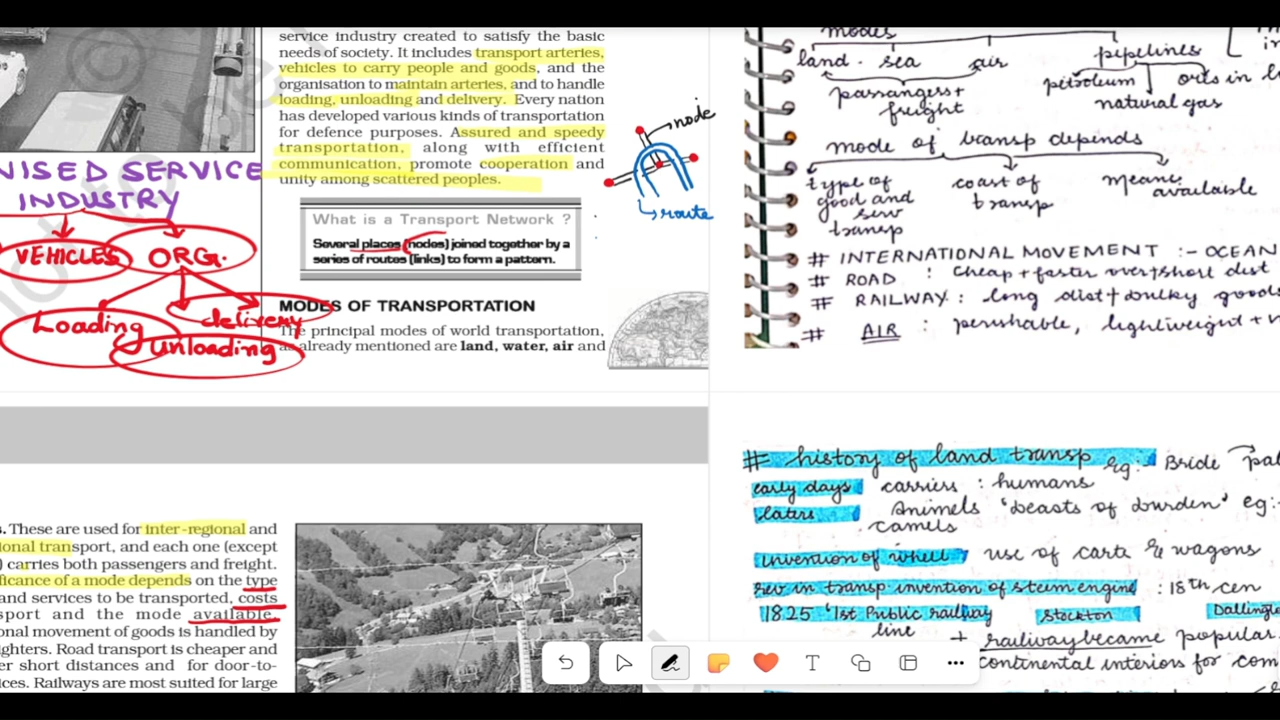 service industry created to satisfy the basic
needs of society. It includes transport arteries,
vehicles to carry people and goods, and the
organisation to maintain arteries, and to handle
loading, unloading and delivery. Every nation
has developed various kinds of transportation
for defence purposes. Assured and speedy
transportation, along with efficient
communication, promote cooperation and
unity among scattered peoples.
node
route
NISED SERVICE
INDUSTRY
VEHICLES ORG.
Loading delivery
unloading
What is a Transport Network ?
Several places (nodes) joined together by a
series of routes (links) to form a pattern.
MODES OF TRANSPORTATION
The principal modes of world transportation,
as already mentioned are land, water, air and
s. These are used for inter-regional and
ional transport, and each one (except
) carries both passengers and freight.
ficance of a mode depends on the type
and services to be transported, costs
sport and the mode available.
onal movement of goods is handled by
ighters. Road transport is cheaper and
er short distances and for door-to-
ices. Railways are most suited for large
modes
land . sea air pipelines
passangers+ freight
petroleum oils in l
natural gas
mode of transp depends
type of good and serv transp
coast of transp
means available
# INTERNATIONAL MOVEMENT :- OCEAN
# ROAD : cheap + faster over short dist
# RAILWAY : long dist + bulky goods
# AIR : perishable, lightweight +
# history of land transp eg:- Bride pa
early days carriers : humans
laters Animels 'beasts of burden' eg:-
camels
invention of wheel use of carts & wagons
rev in transp invention of steem engine : 18th cen
1825 '1st Public railway line Stockton Dallingto
+ railway became popular.
continental interiors for com
T